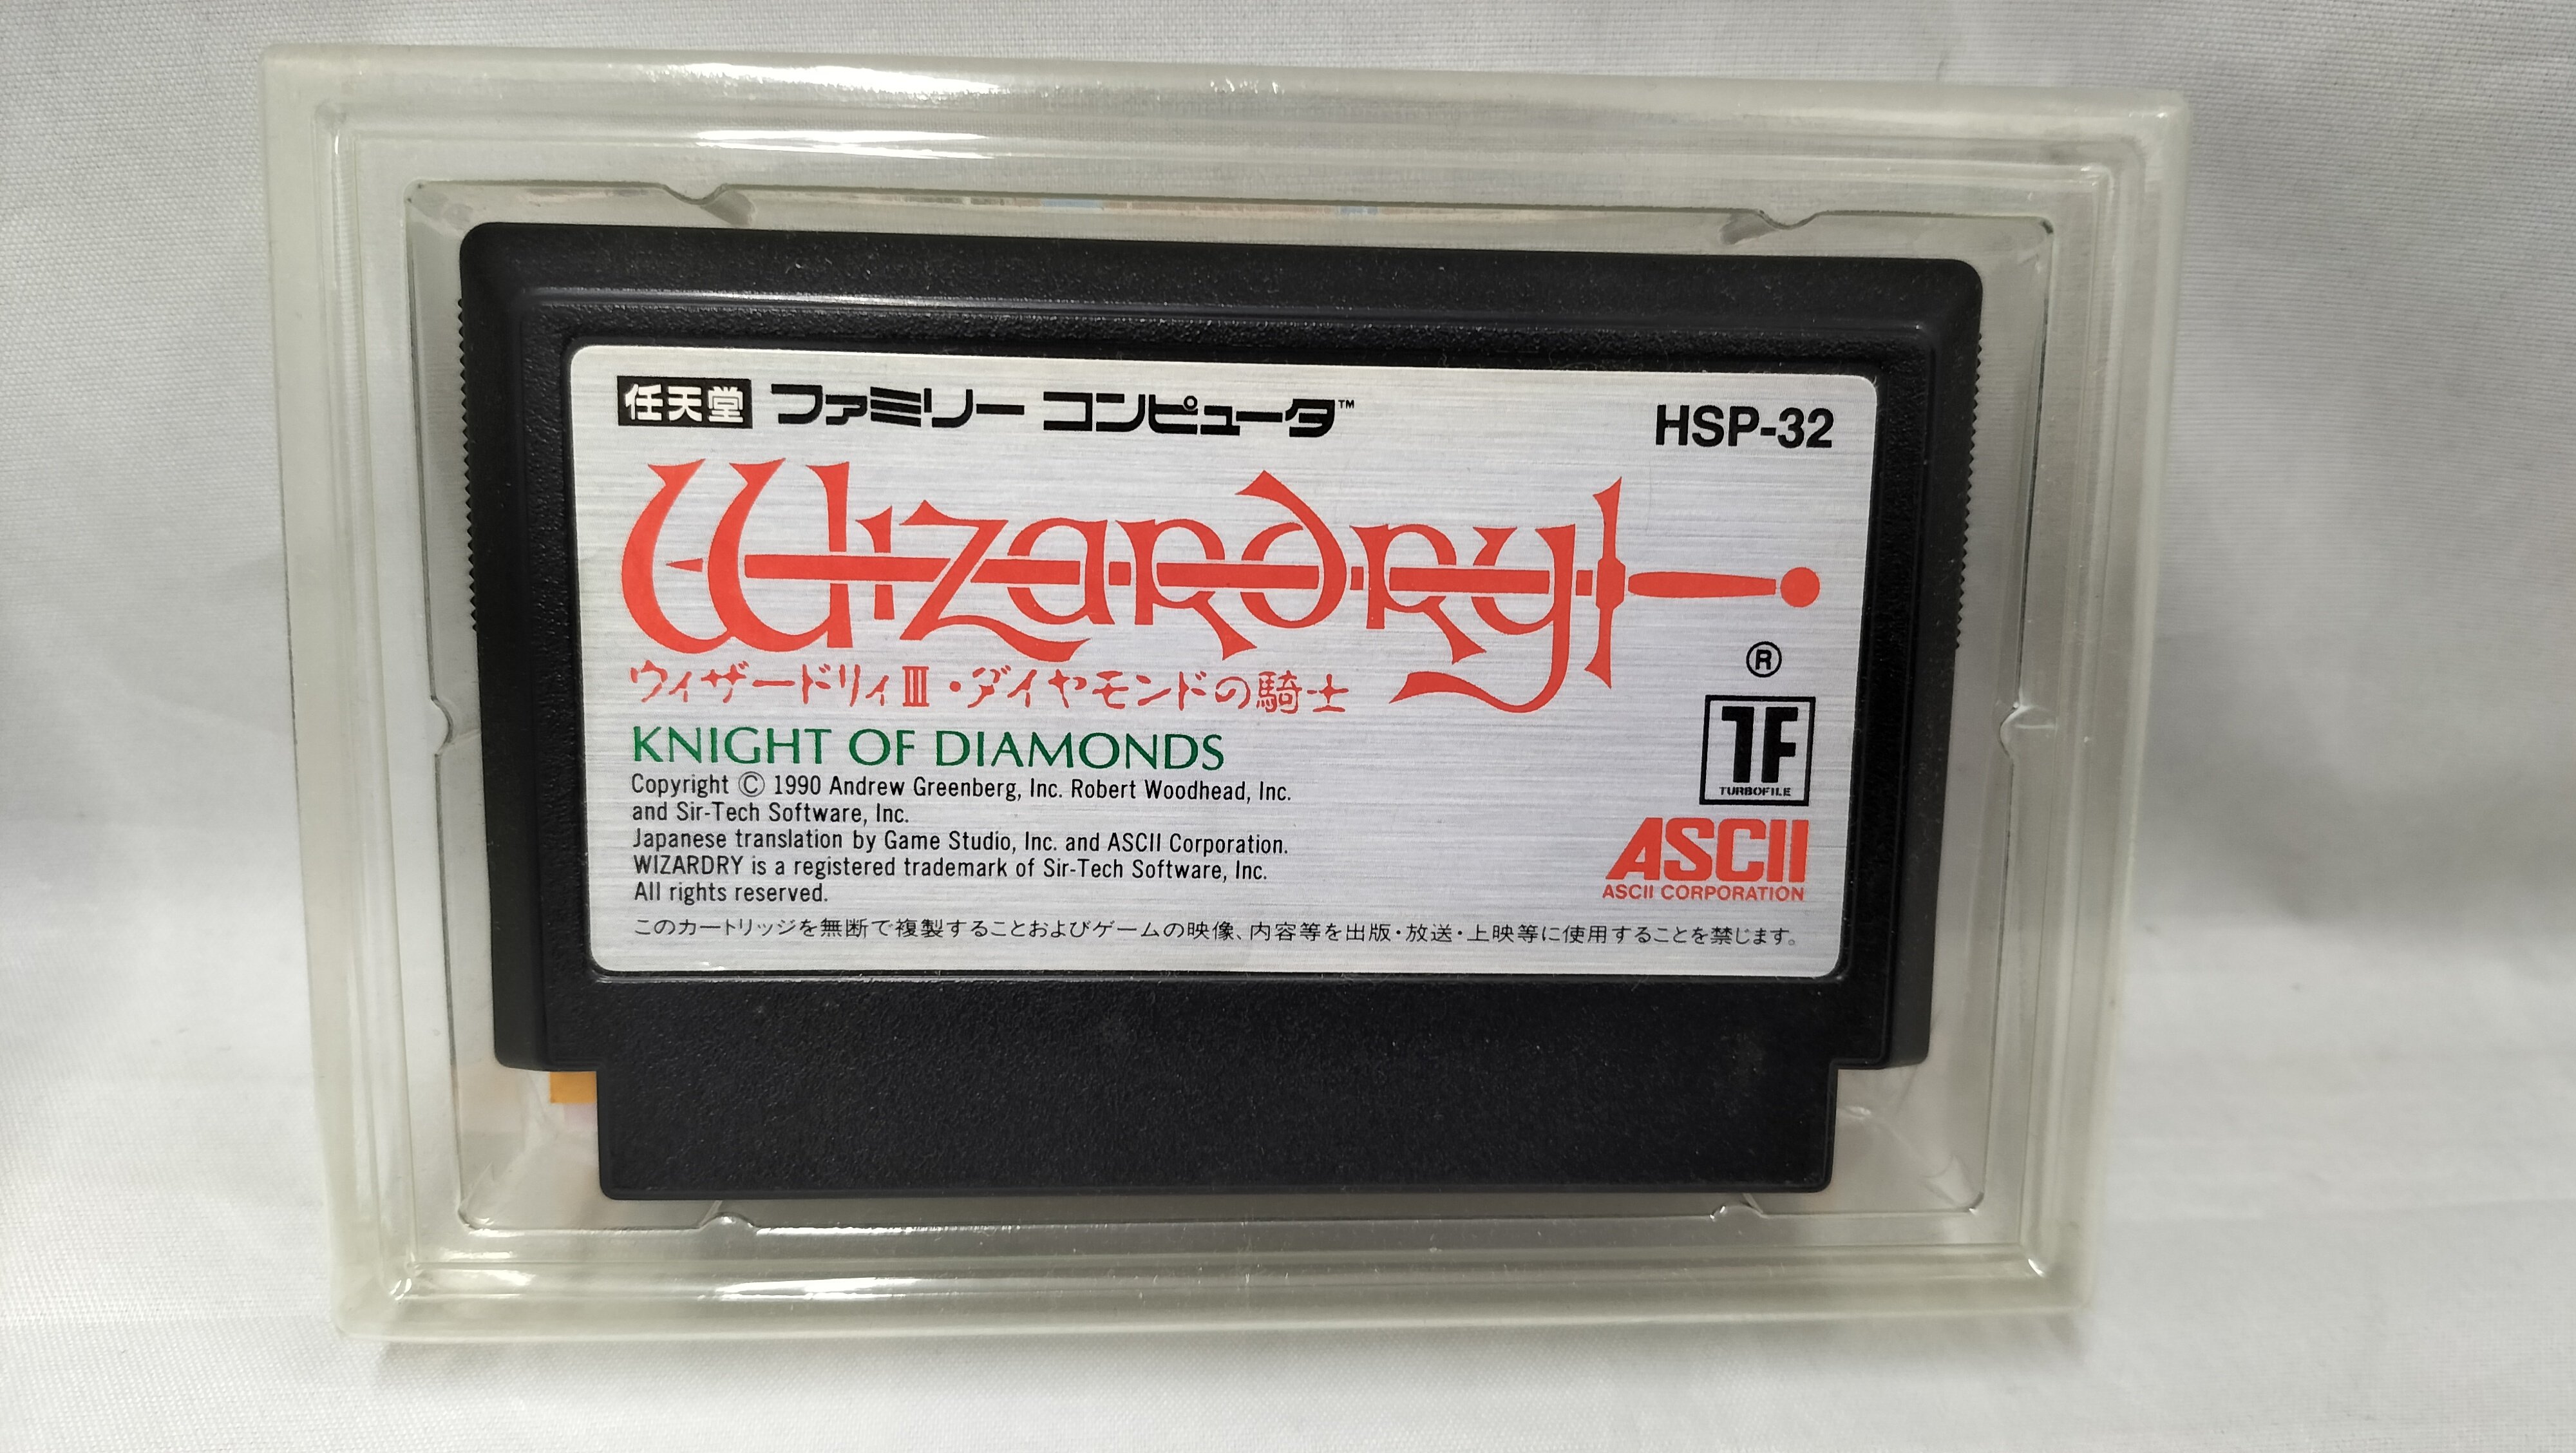 任天堂 ファミリー コンピュータ™ HSP-32
Wizardry
®
ウィザードリィIII・ダイヤモンドの騎士
KNIGHT OF DIAMONDS
Copyright © 1990 Andrew Greenberg, Inc. Robert Woodhead, Inc.
and Sir-Tech Software, Inc.
Japanese translation by Game Studio, Inc. and ASCII Corporation.
WIZARDRY is a registered trademark of Sir-Tech Software, Inc.
All rights reserved.
TF
TURBOFILE
ASCII
ASCII CORPORATION
このカートリッジを無断で複製することおよびゲームの映像、内容等を出版・放送・上映等に使用することを禁じます。